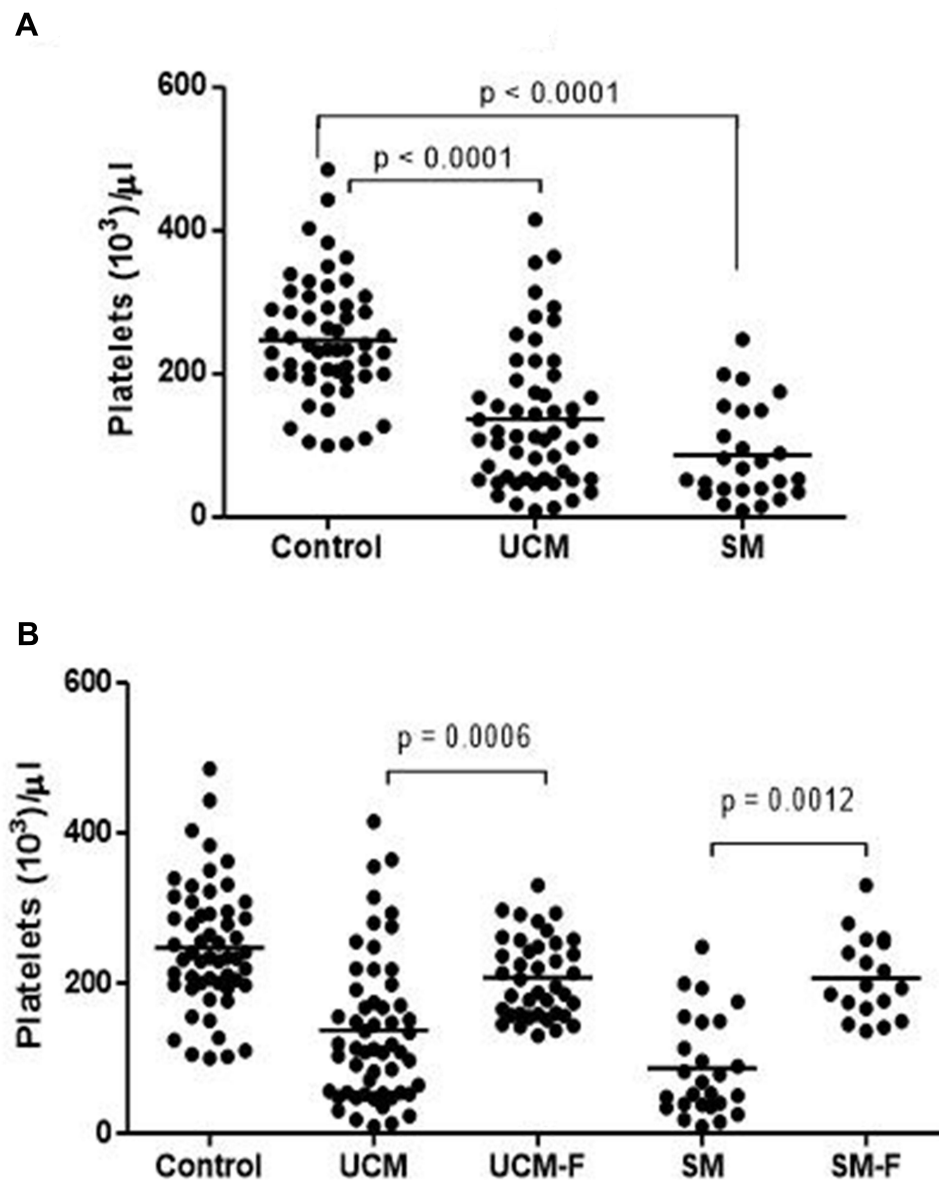 A
Platelets (10³)/µl
600
400
200
0
p < 0.0001
p < 0.0001
Control UCM SM
B
Platelets (10³)/µl
600
400
200
0
p = 0.0006
p = 0.0012
Control UCM UCM-F SM SM-F